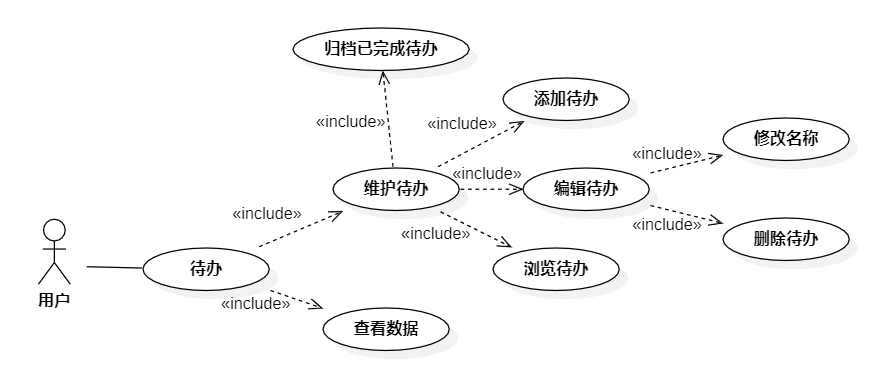 归档已完成待办
添加待办
«include»
«include»
修改名称
«include»
«include»
维护待办
编辑待办
«include»
«include»
«include»
删除待办
待办
浏览待办
用户
«include»
查看数据